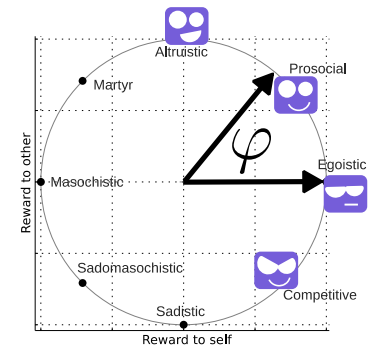 Altruistic
Prosocial
Martyr
φ
Egoistic
Masochistic
Sadomasochistic
Competitive
Sadistic
Reward to other
Reward to self